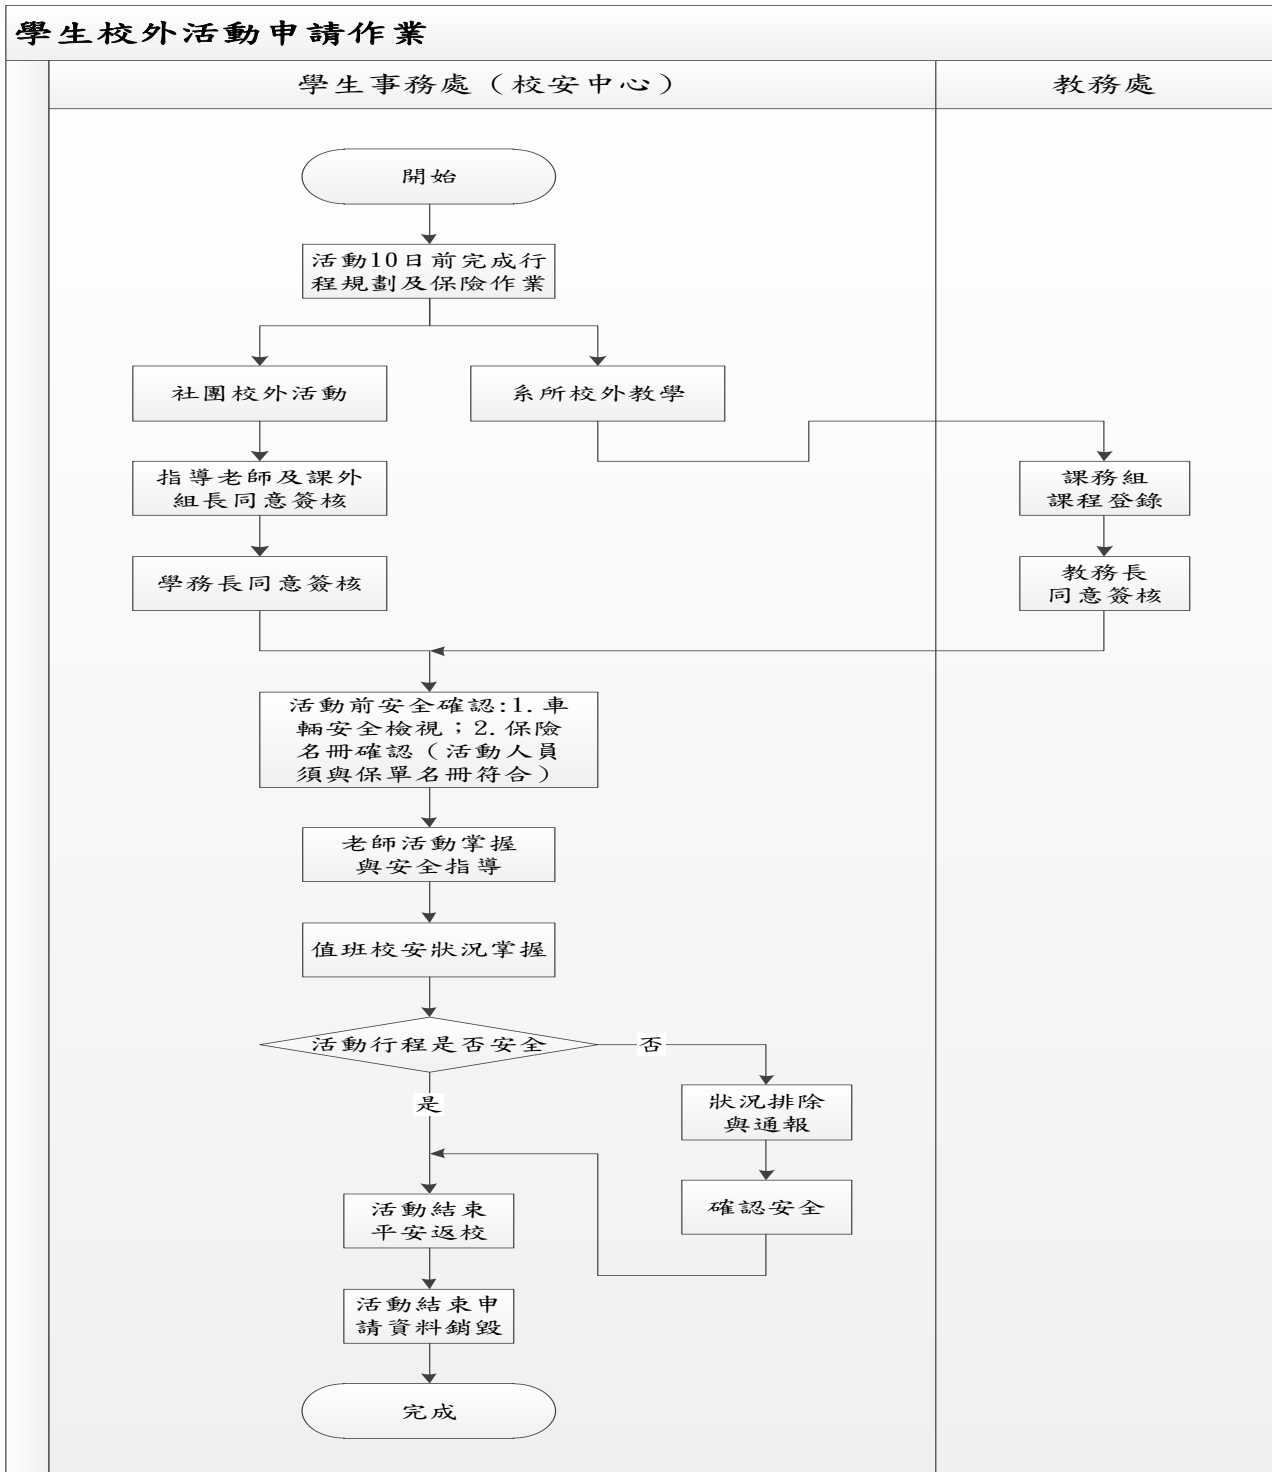 學生校外活動申請作業
學生事務處（校安中心）
教務處
開始
活動10日前完成行
程規劃及保險作業
社團校外活動
系所校外教學
指導老師及課外
組長同意簽核
課務組
課程登錄
學務長同意簽核
教務長
同意簽核
活動前安全確認:1.車
輛安全檢視；2.保險
名冊確認（活動人員
須與保單名冊符合）
老師活動掌握
與安全指導
值班校安狀況掌握
活動行程是否安全
否
是
狀況排除
與通報
確認安全
活動結束
平安返校
活動結束申
請資料銷毀
完成